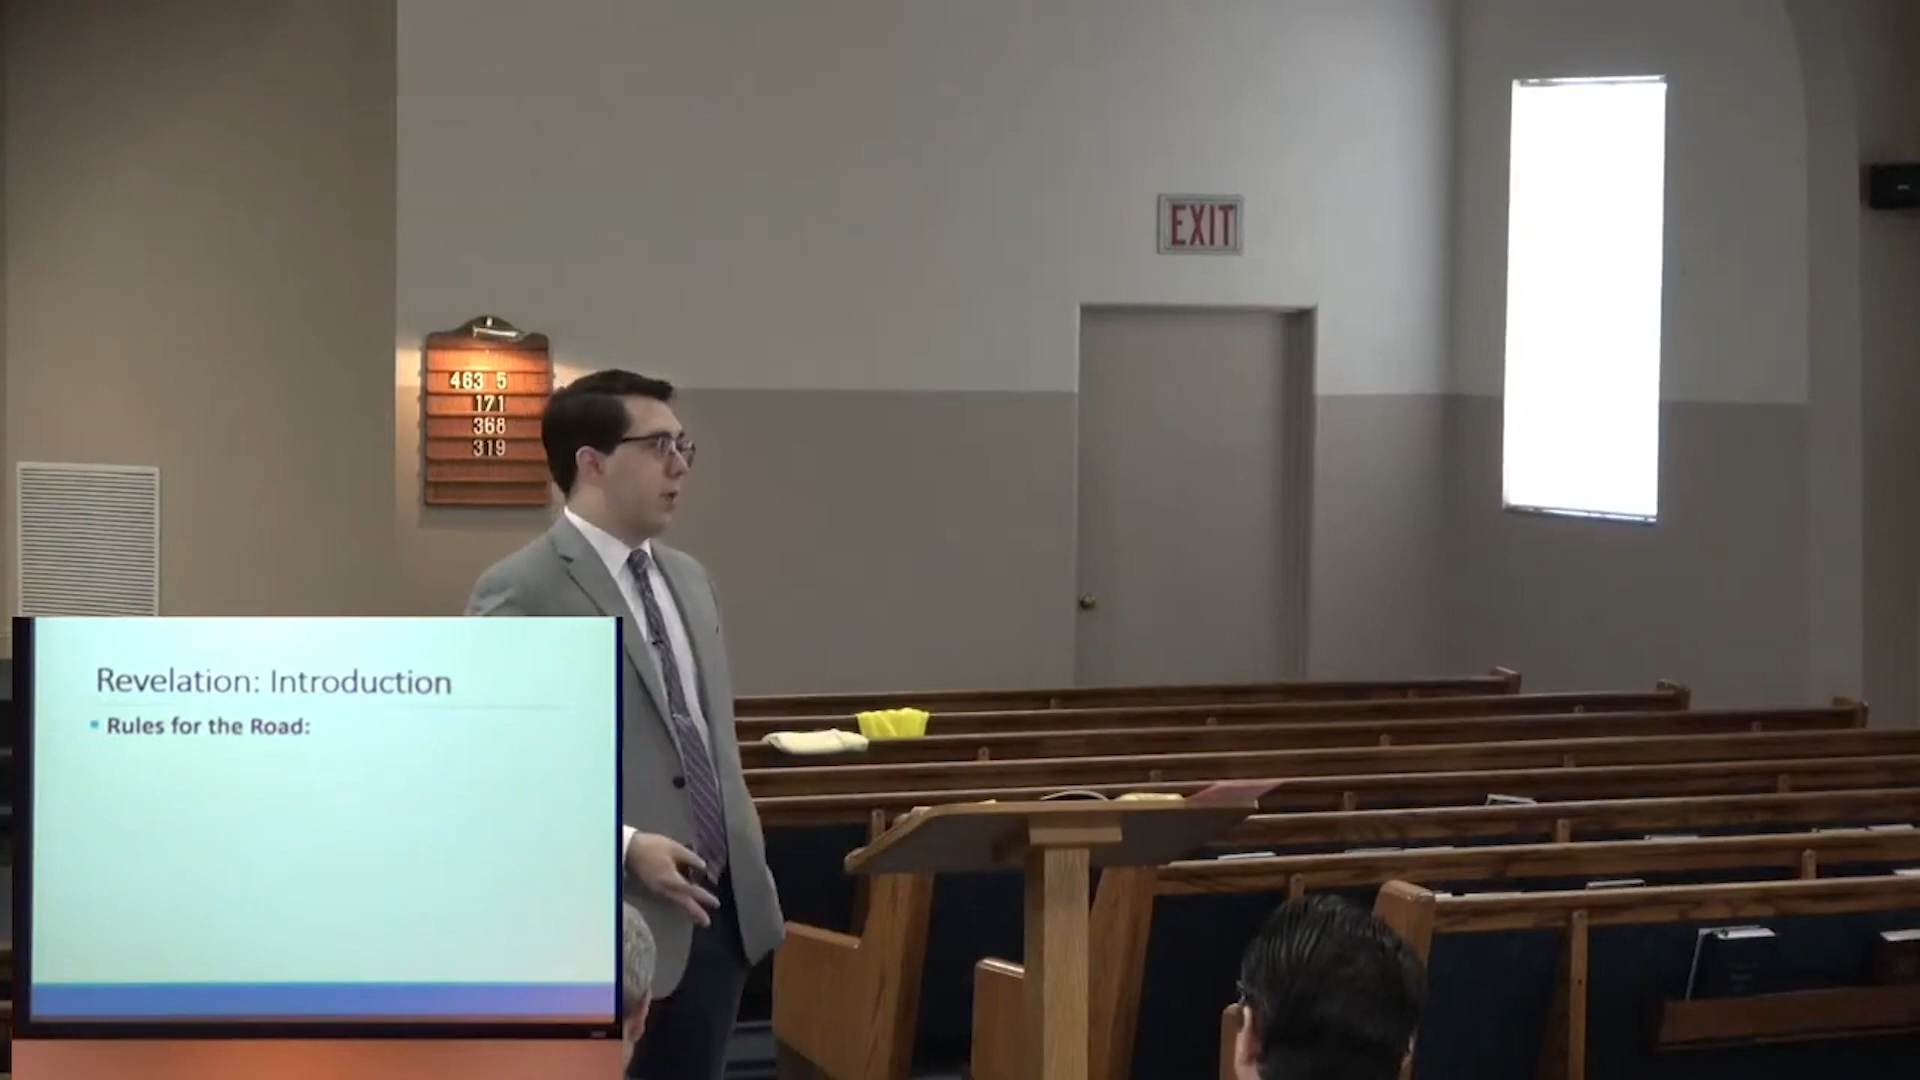 EXIT
463 5
171
368
319
Revelation: Introduction
Rules for the Road: